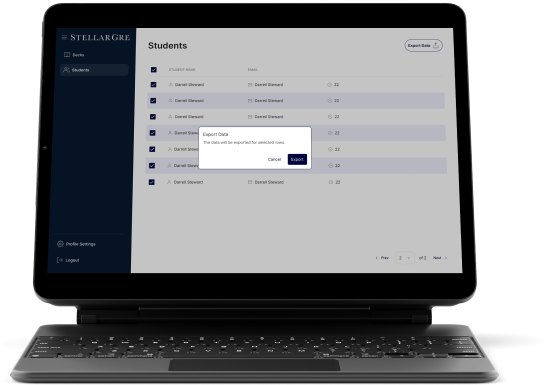 STELLARGRE
Decks
Students
Students
Export Data
STUDENT NAME
EMAIL
Darrell Steward
Darrell Steward
22
Darrell Steward
Darrell Steward
22
Darrell Steward
Darrell Steward
22
Darrell Stew
22
Darrell Stew
22
Darrell Stew
22
Darrell Steward
Darrell Steward
22
Export Data
The data will be exported for selected rows.
Cancel
Export
Profile Settings
Logout
Prev
of 2
Next